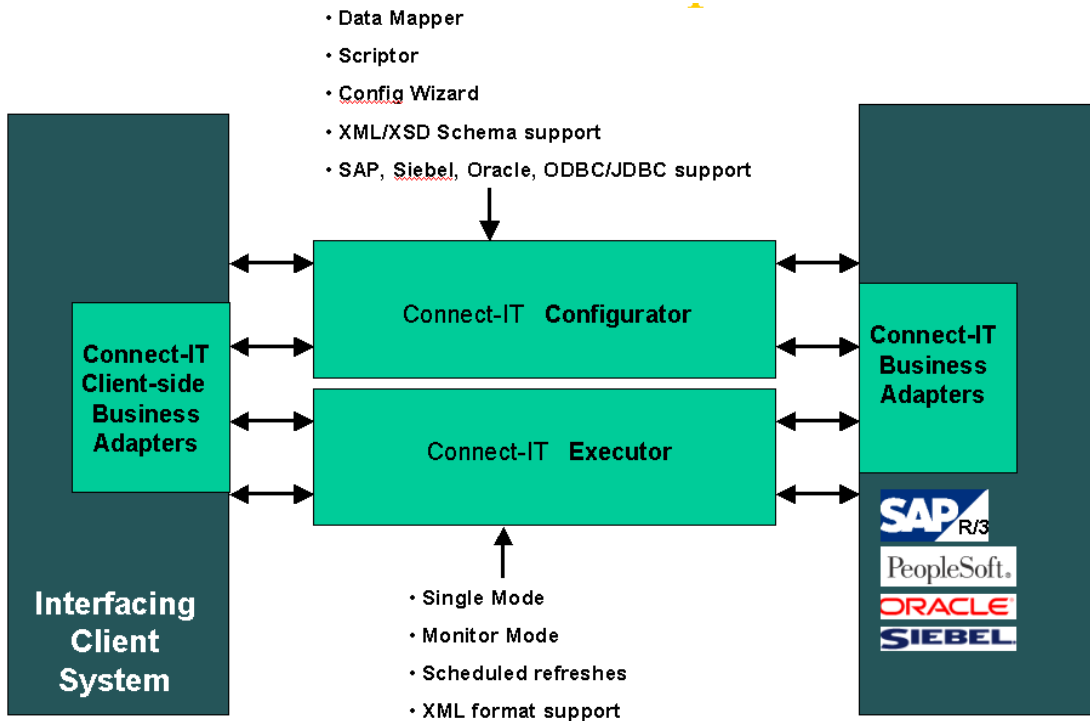 • Data Mapper
• Scriptor
• Config Wizard
• XML/XSD Schema support
• SAP, Siebel, Oracle, ODBC/JDBC support
Connect-IT Configurator
Connect-IT
Client-side
Business
Adapters
Connect-IT
Business
Adapters
Connect-IT Executor
SAP R/3
PeopleSoft.
ORACLE®
SIEBEL.
Interfacing
Client
System
• Single Mode
• Monitor Mode
• Scheduled refreshes
• XML format support